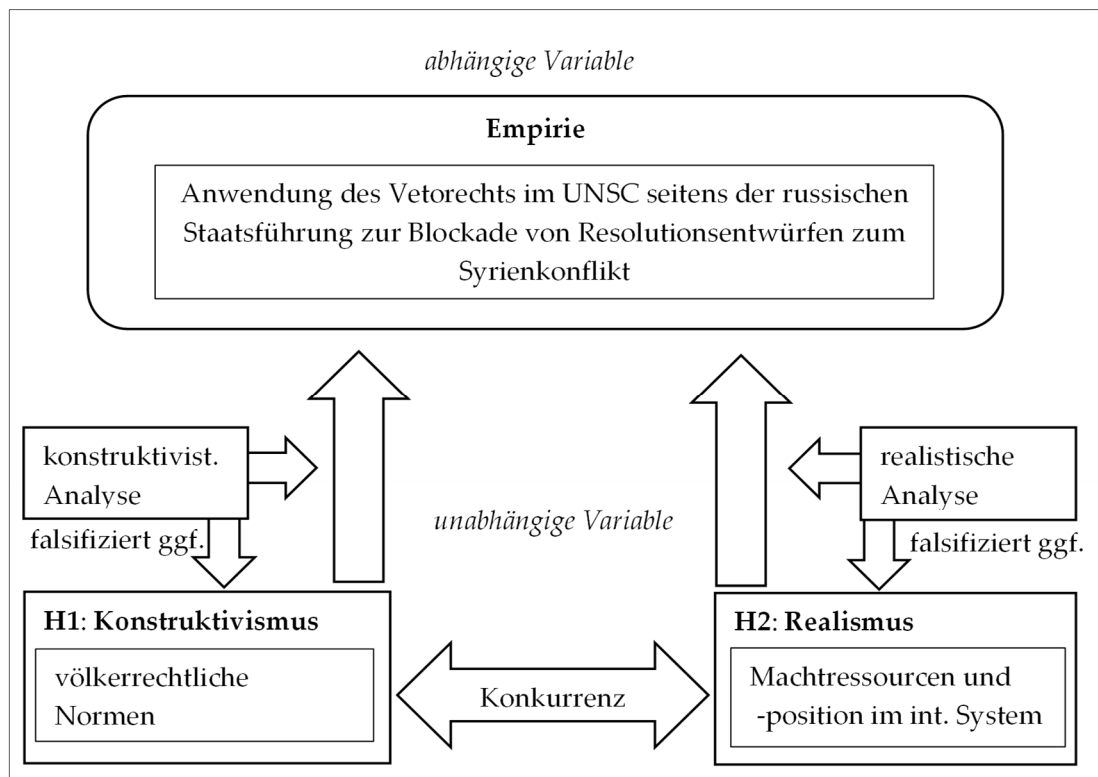 abhängige Variable
Empirie
Anwendung des Vetorechts im UNSC seitens der russischen
Staatsführung zur Blockade von Resolutionsentwürfen zum
Syrienkonflikt
konstruktivist.
Analyse
falsifiziert ggf.
unabhängige Variable
realistische
Analyse
falsifiziert ggf.
H1: Konstruktivismus
völkerrechtliche
Normen
Konkurrenz
H2: Realismus
Machtressourcen und
-position im int. System